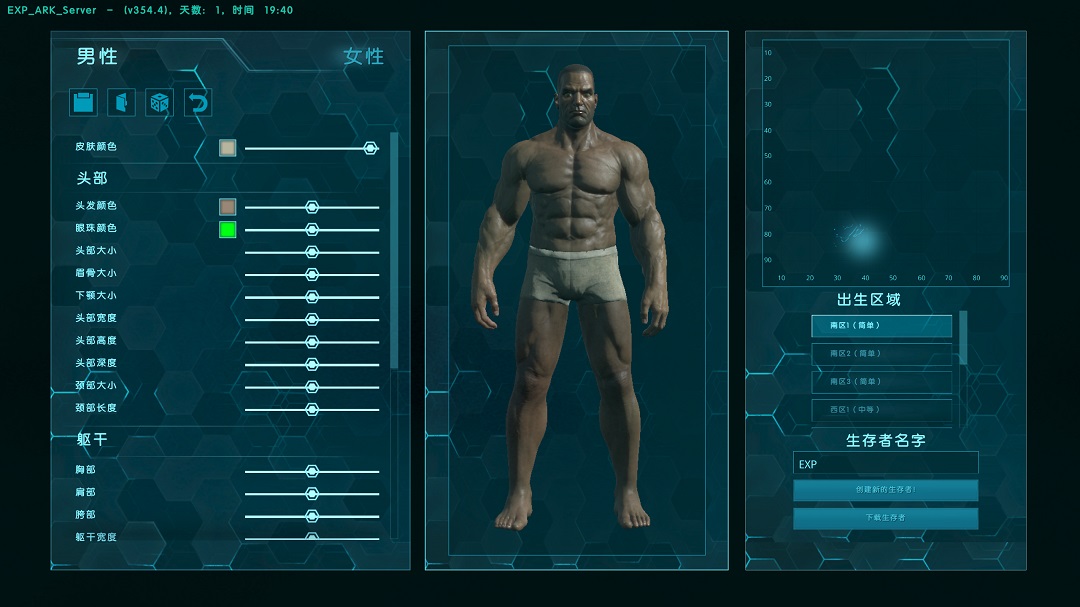 EXP_ARK_Server - (v354.4), 天数: 1, 时间 19:40
男性
女性
皮肤颜色
头部
头发颜色
眼珠颜色
头部大小
眉骨大小
下颚大小
头部宽度
头部高度
头部深度
颈部大小
颈部长度
躯干
胸部
肩部
胯部
躯干宽度
10
20
30
40
50
60
70
80
90
10 20 30 40 50 60 70 80 90
出生区域
南区1 ( 简单 )
南区2 ( 简单 )
南区3 ( 简单 )
西区1 ( 中等 )
生存者名字
EXP
创建新的生存者!
下载生存者